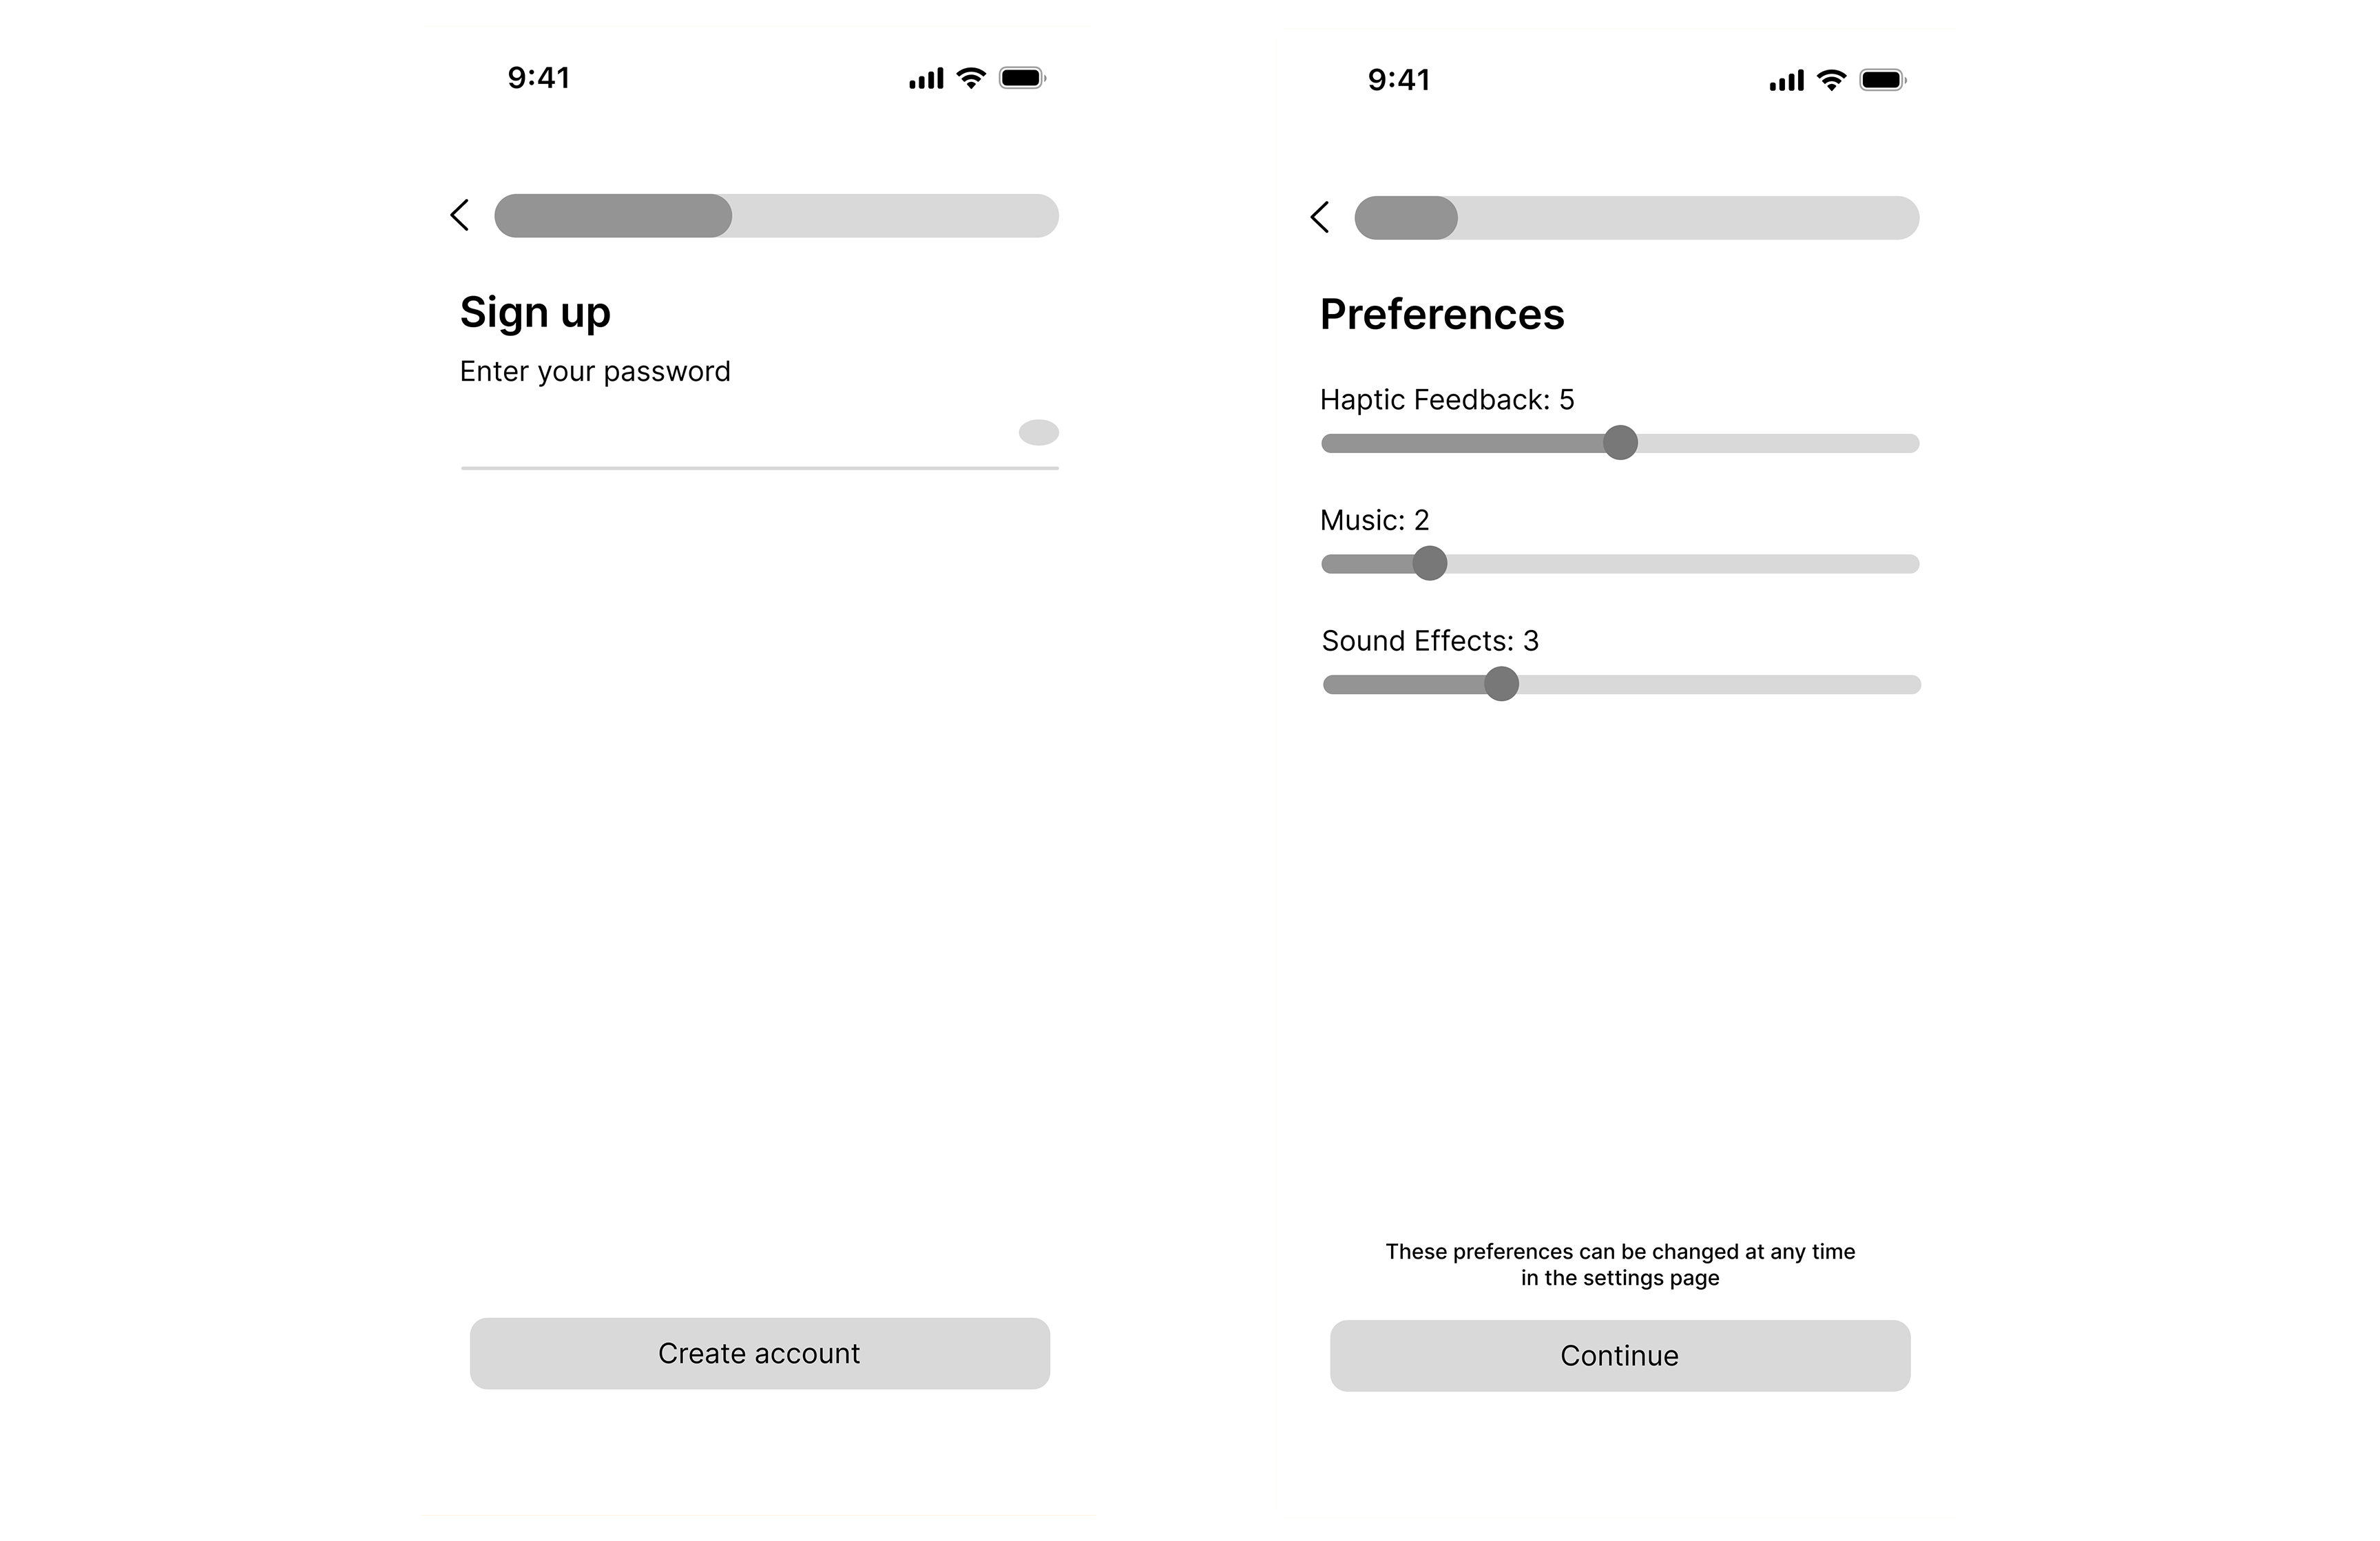 9:41
Sign up
Enter your password
Create account
9:41
Preferences
Haptic Feedback: 5
Music: 2
Sound Effects: 3
These preferences can be changed at any time
in the settings page
Continue